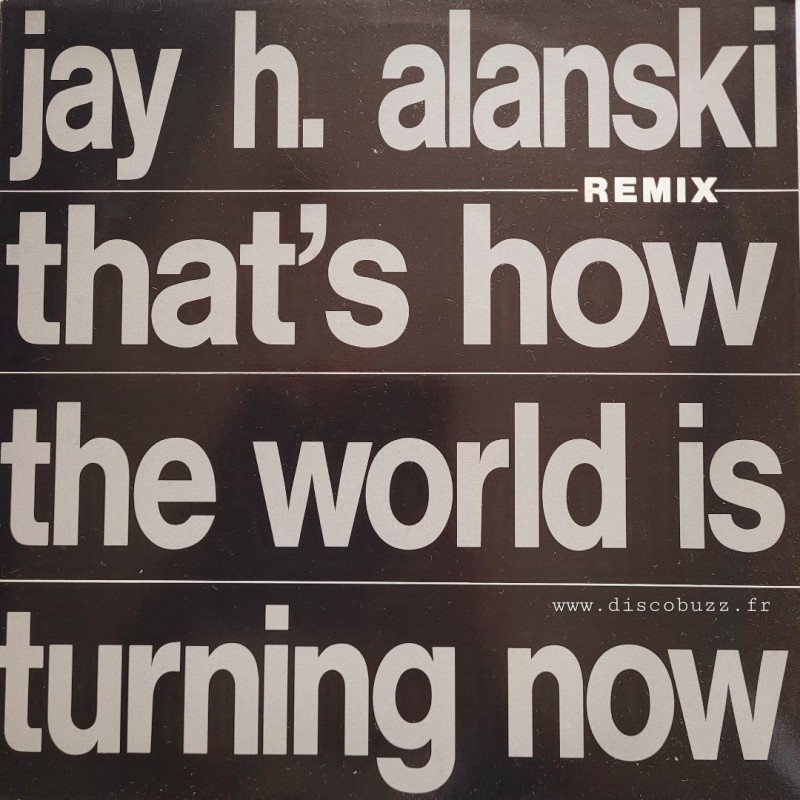 jay h. alanski
REMIX
that's how
the world is
www.discobuzz.fr
turning now